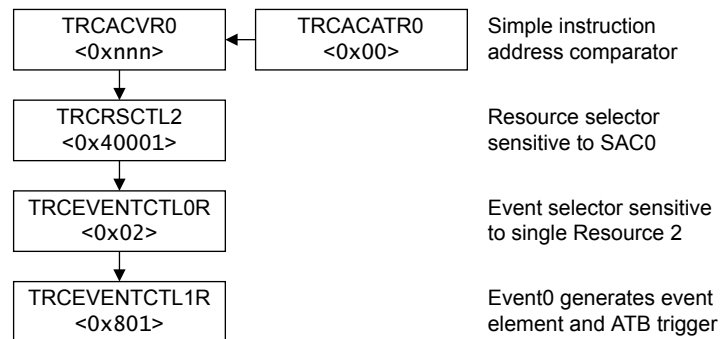 TRCACVR0
<0xnnn>
TRCACATR0
<0x00>
Simple instruction
address comparator
TRCRSCTL2
<0x40001>
Resource selector
sensitive to SAC0
TRCEVENTCTL0R
<0x02>
Event selector sensitive
to single Resource 2
TRCEVENTCTL1R
<0x801>
Event0 generates event
element and ATB trigger